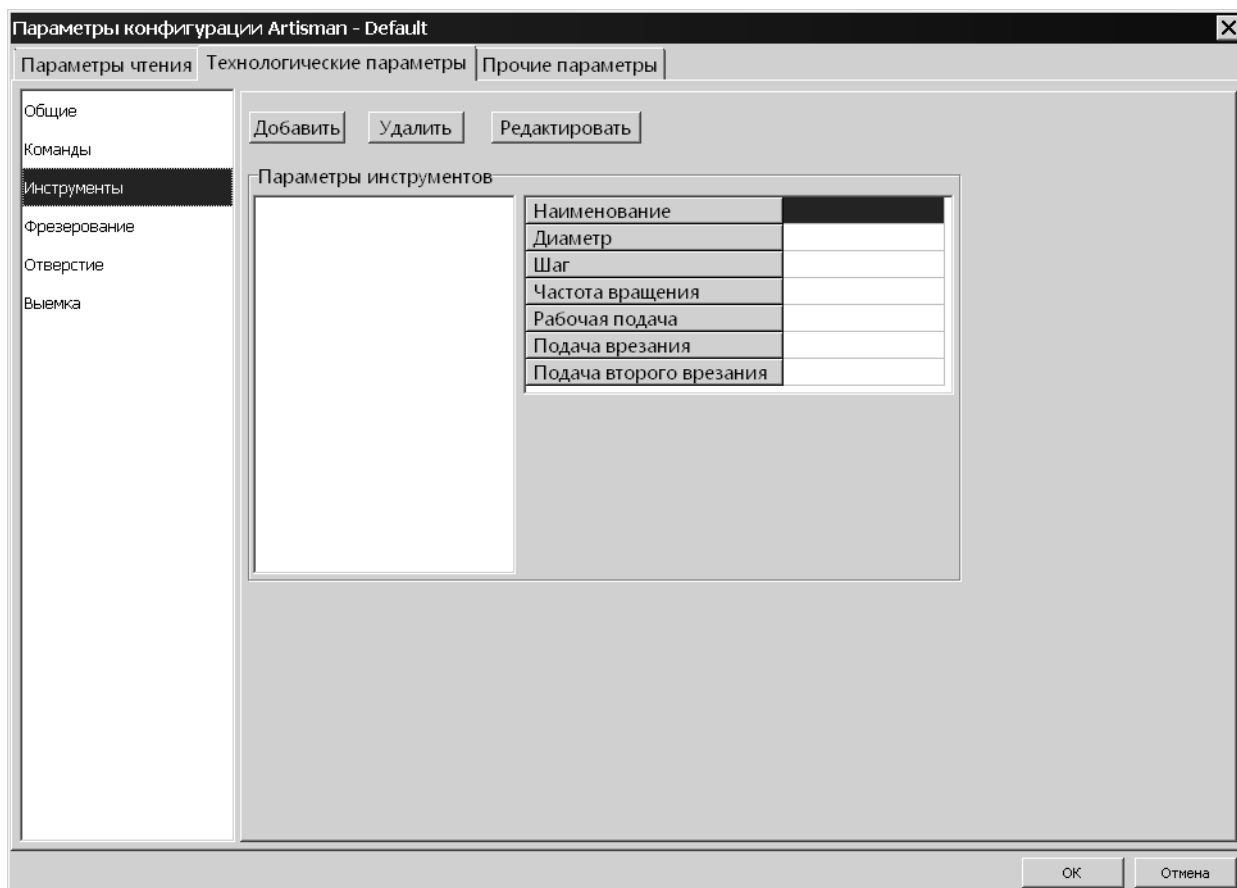 Параметры конфигурации Artisman - Default
Параметры чтения Технологические параметры Прочие параметры
Общие
Команды
Инструменты
Фрезерование
Отверстие
Выемка
Добавить Удалить Редактировать
Параметры инструментов
Наименование
Диаметр
Шаг
Частота вращения
Рабочая подача
Подача врезания
Подача второго врезания
ОК Отмена